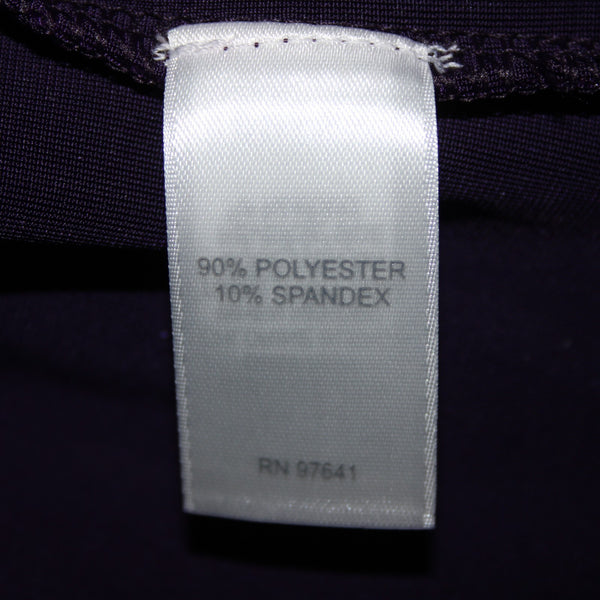 90% POLYESTER
10% SPANDEX
RN 97641